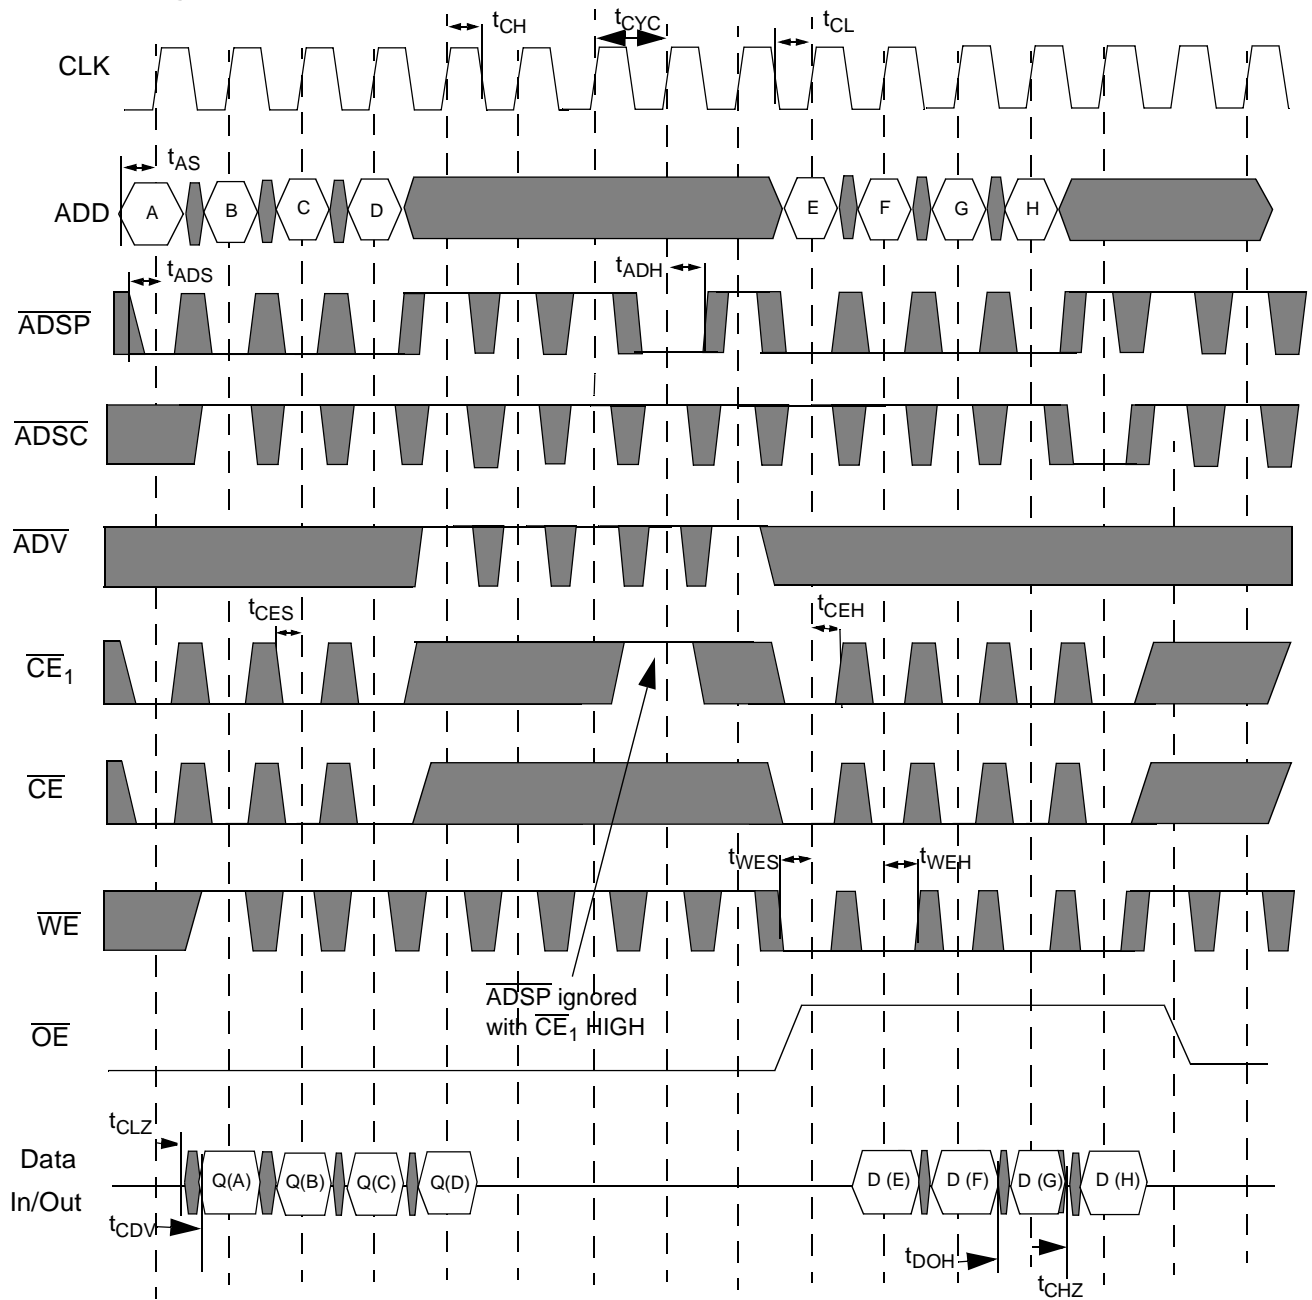 tCH
tCYC
tCL
CLK
tAS
ADD
A
B
C
D
E
F
G
H
tADS
tADH
ADSP
ADSC
ADV
tCES
tCEH
CE1
CE
tWES
tWEH
WE
ADSP ignored
with CE1 HIGH
OE
tCLZ
Data
In/Out
Q(A)
Q(B)
Q(C)
Q(D)
D (E)
D (F)
D (G)
D (H)
tCDV
tDOH
tCHZ